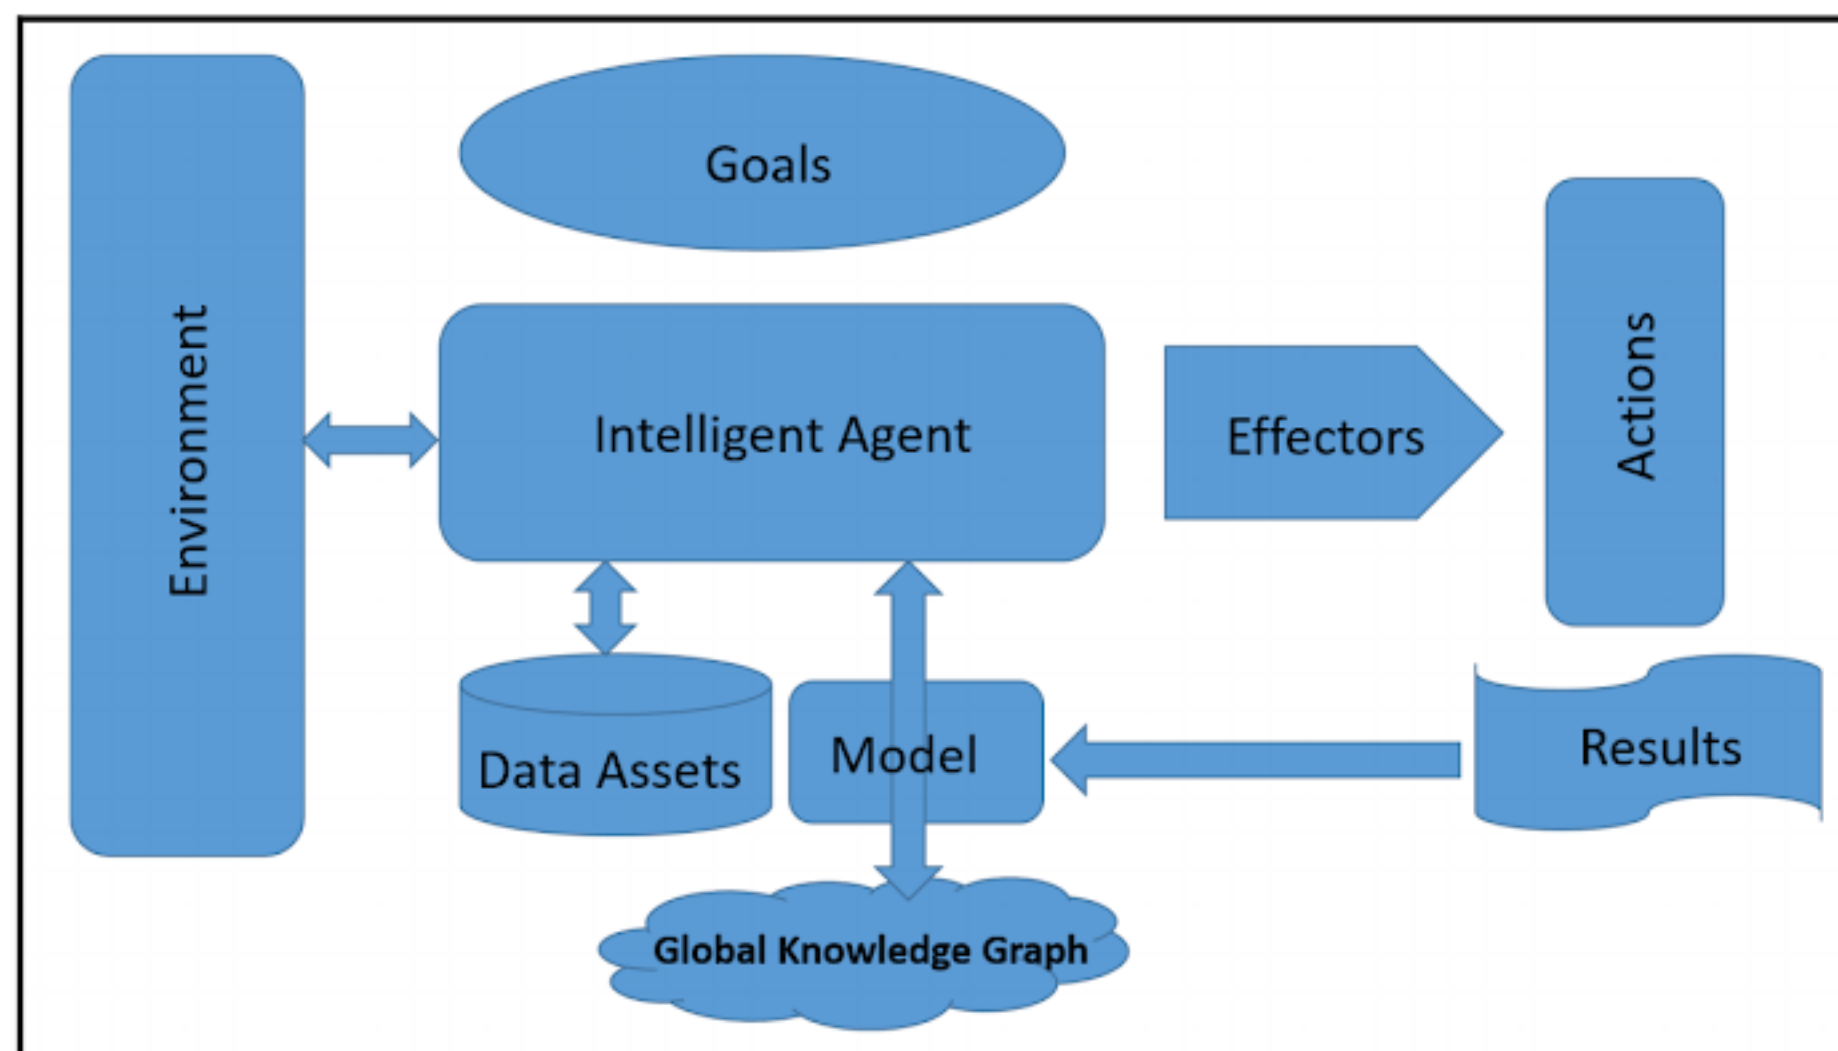 Goals
Environment
Intelligent Agent
Effectors
Actions
Data Assets
Model
Results
Global Knowledge Graph